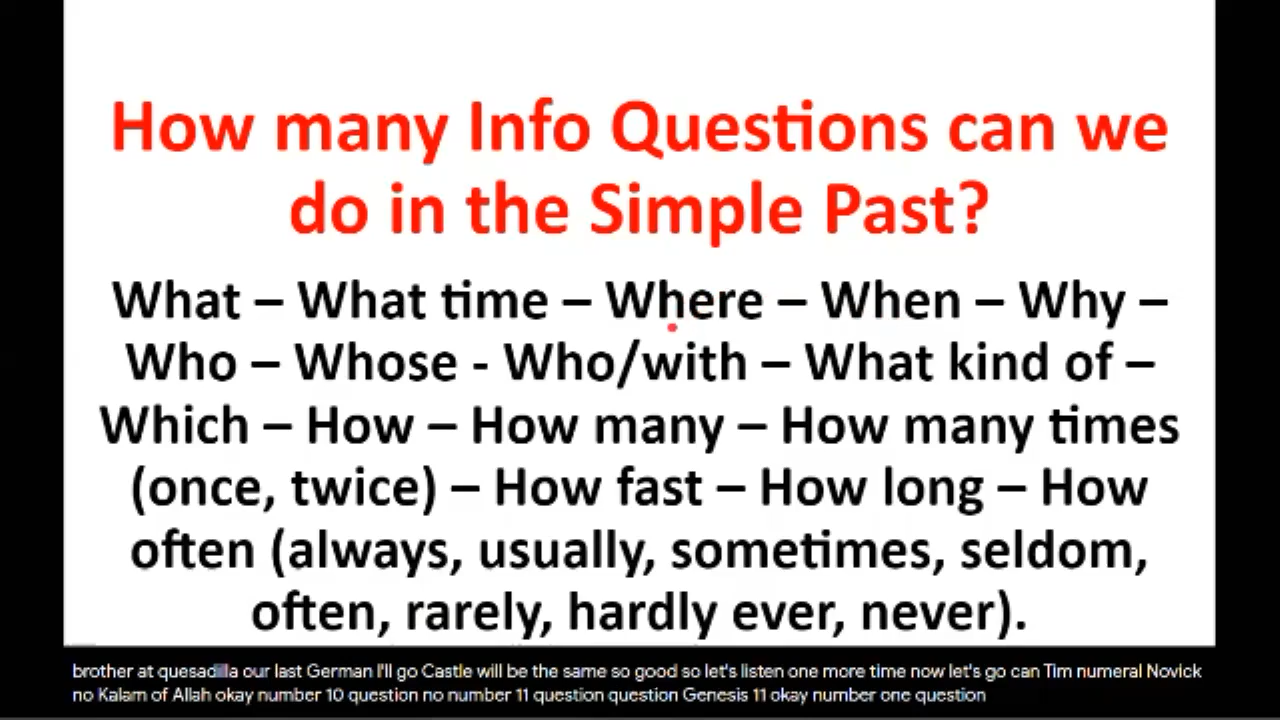 How many Info Questions can we
do in the Simple Past?
What – What time – Where – When – Why –
Who – Whose - Who/with – What kind of –
Which – How – How many – How many times
(once, twice) – How fast – How long – How
often (always, usually, sometimes, seldom,
often, rarely, hardly ever, never).
brother at quesadilla our last German I'll go Castle will be the same so good so let's listen one more time now let's go can Tim numeral Novick
no Kalam of Allah okay number 10 question no number 11 question question Genesis 11 okay number one question